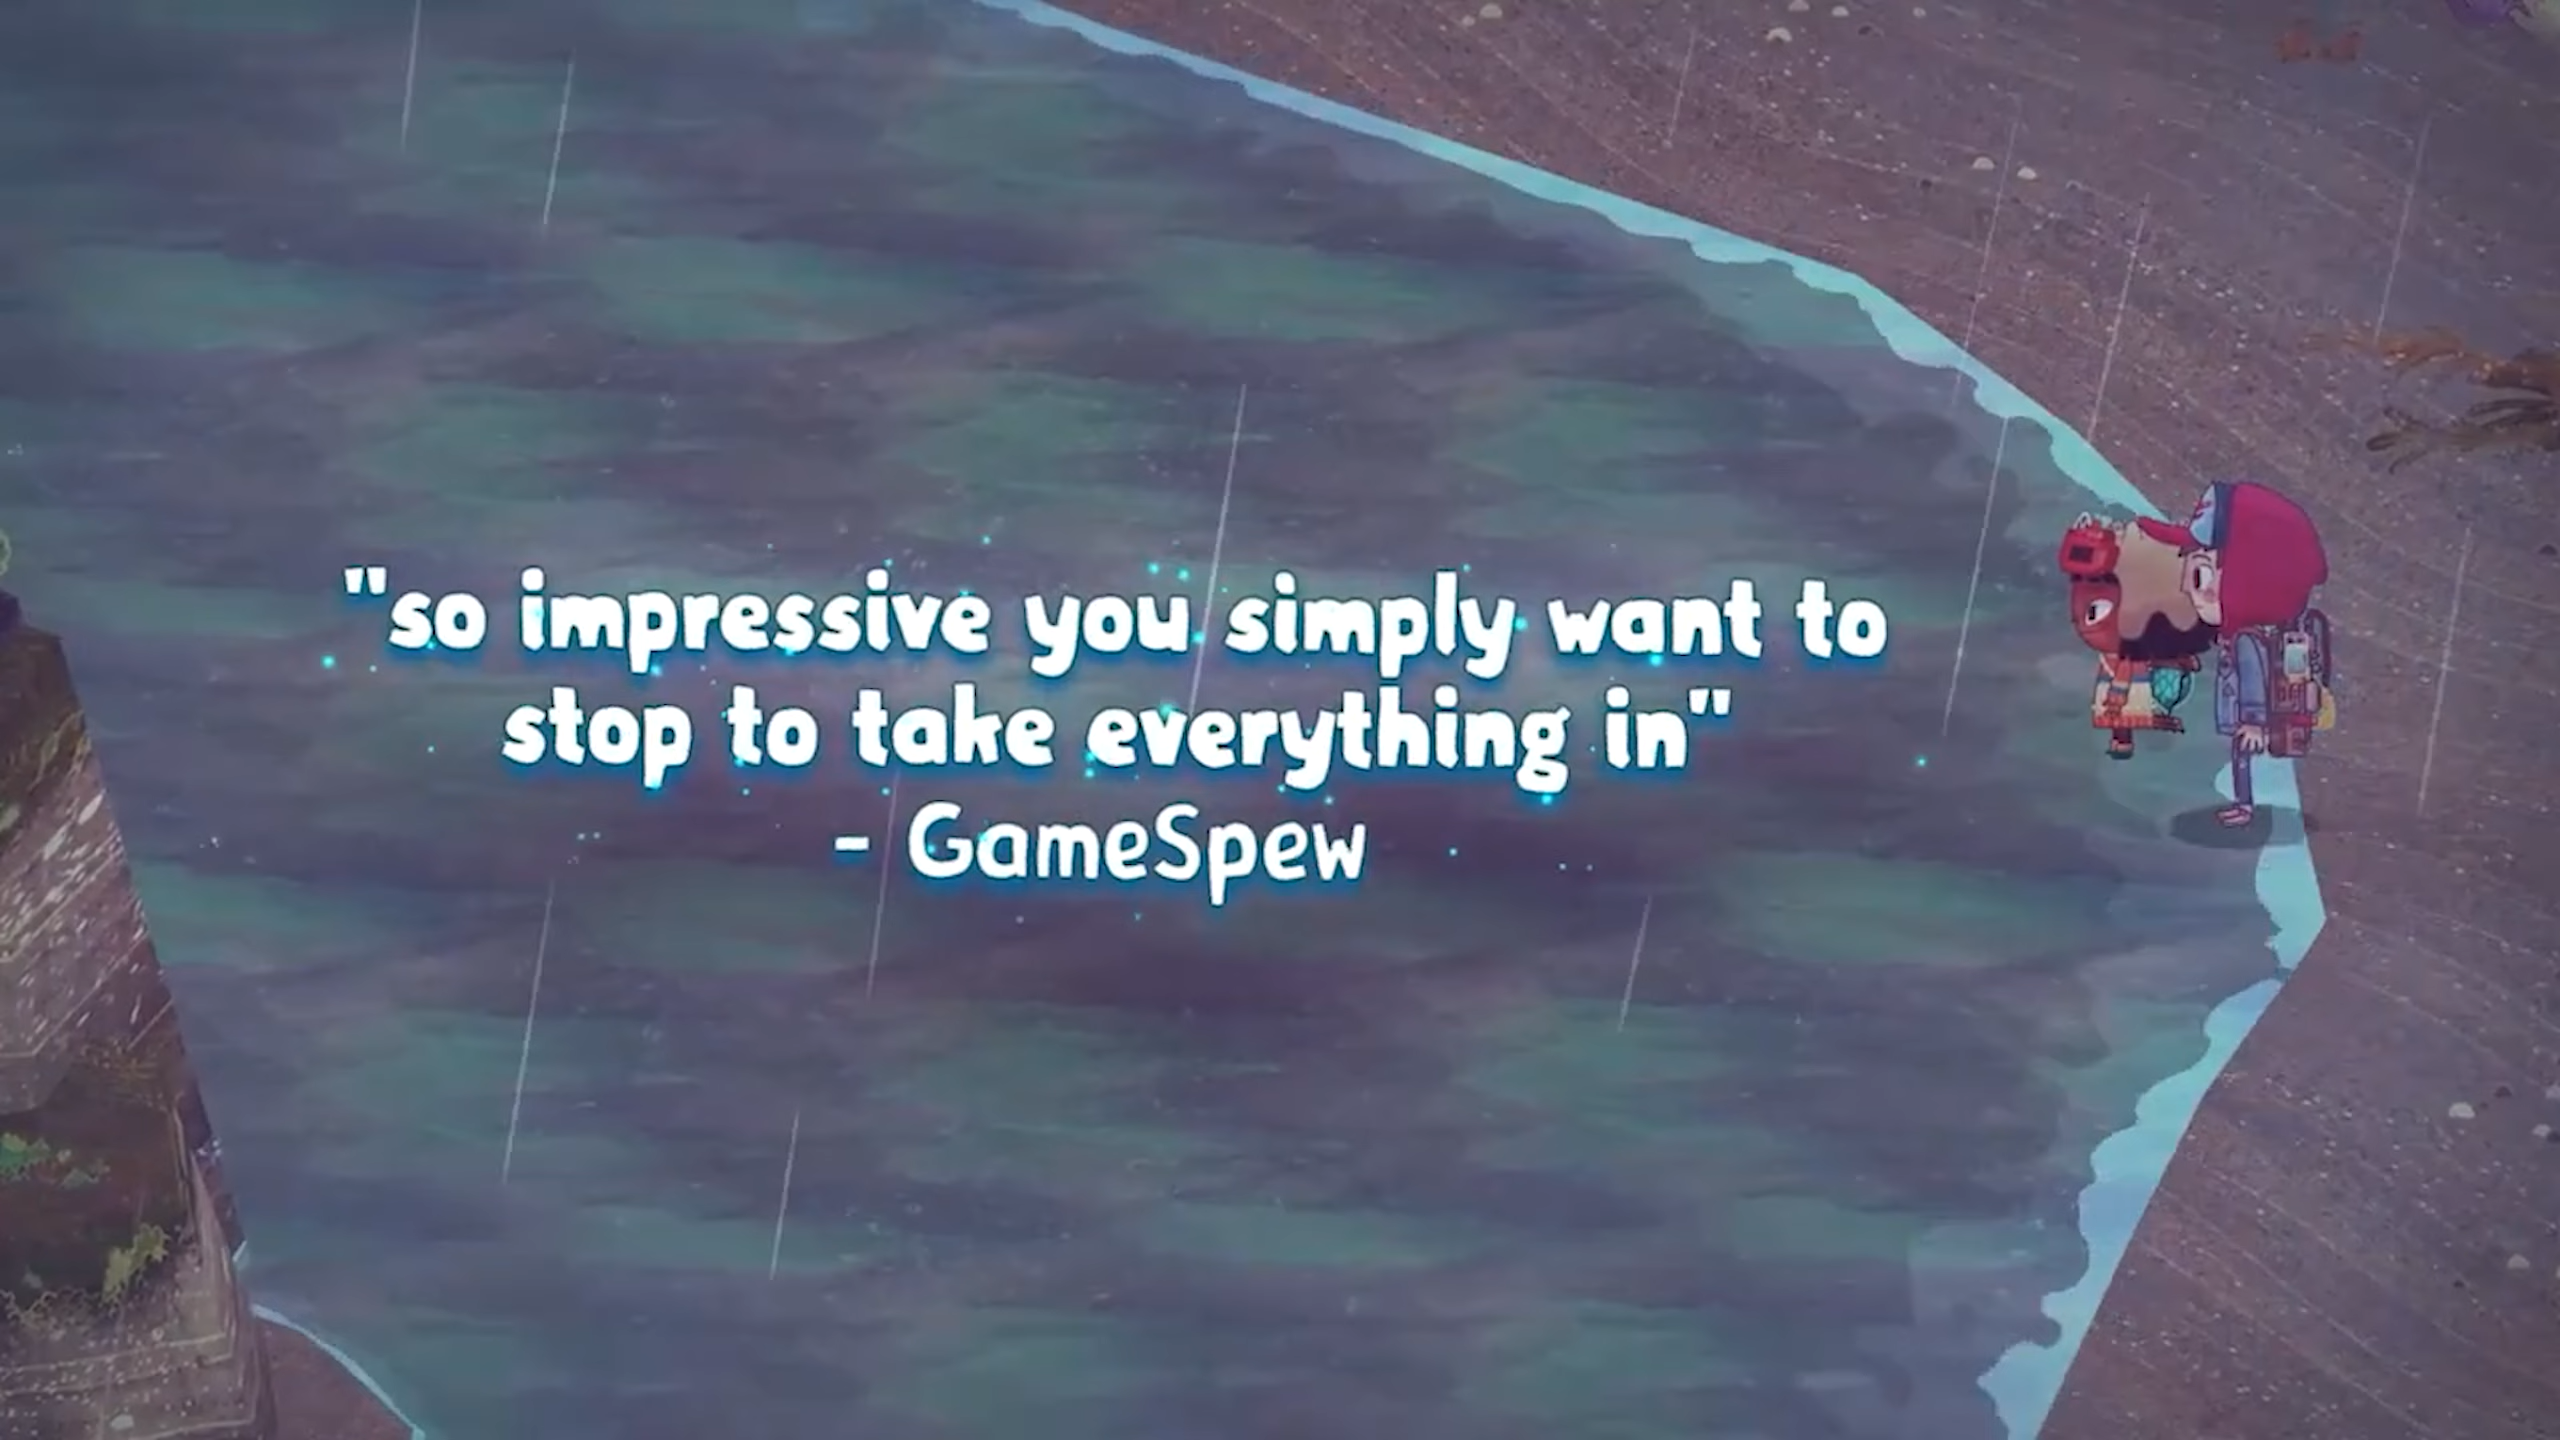 "so impressive you simply want to
stop to take everything in"
- GameSpew